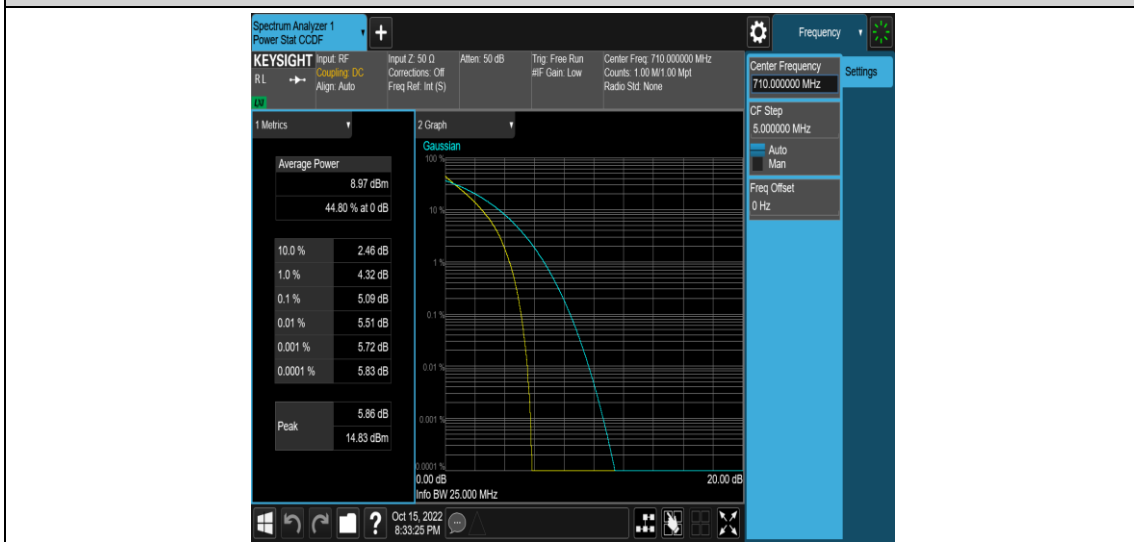 Spectrum Analyzer 1
Power Stat CCDF
Frequency
KEYSIGHT
RL
Input: RF
Coupling: DC
Align: Auto
Input Z: 50 Ω
Corrections: Off
Freq Ref: Int (S)
Atten: 50 dB
Trig: Free Run
#IF Gain: Low
Center Freq: 710.000000 MHz
Counts: 1.00 M/1.00 Mpt
Radio Std: None
Center Frequency
710.000000 MHz
Settings
CF Step
5.000000 MHz
Auto
Man
Freq Offset
0 Hz
1 Metrics
Average Power
8.97 dBm
44.80 % at 0 dB
10.0 % 2.46 dB
1.0 % 4.32 dB
0.1 % 5.09 dB
0.01 % 5.51 dB
0.001 % 5.72 dB
0.0001 % 5.83 dB
Peak
5.86 dB
14.83 dBm
2 Graph
Gaussian
100 %
10 %
1 %
0.1 %
0.01 %
0.001 %
0.0001 %
0.00 dB
20.00 dB
Info BW 25.000 MHz
?
Oct 15, 2022
8:33:25 PM